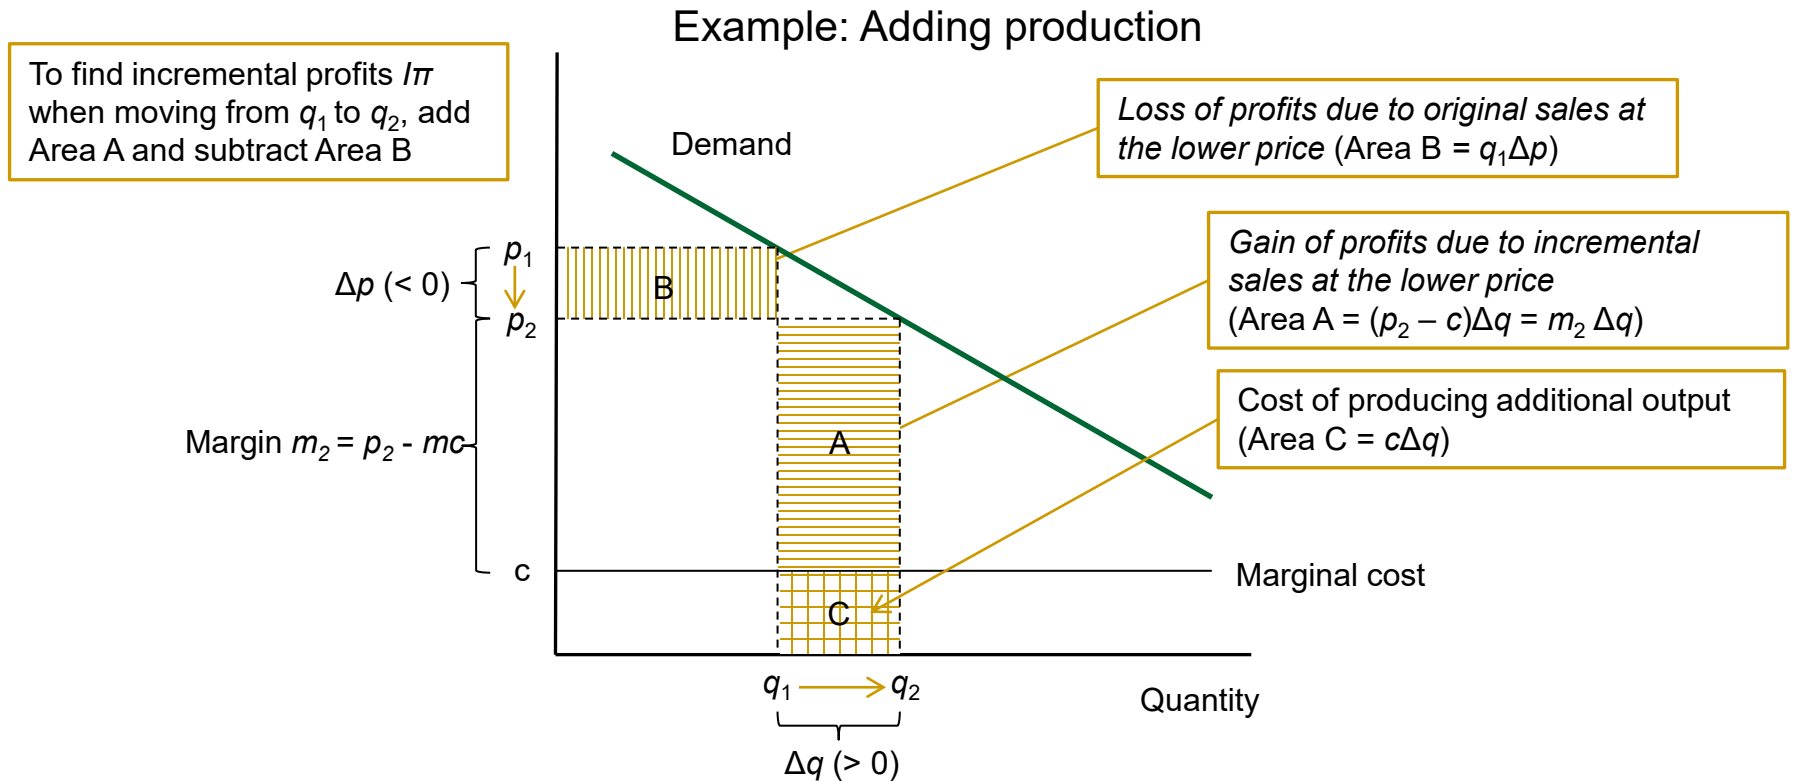 Example: Adding production
To find incremental profits Iπ
when moving from q₁ to q₂, add
Area A and subtract Area B
Loss of profits due to original sales at
the lower price (Area B = q₁Δp)
Demand
Gain of profits due to incremental
sales at the lower price
(Area A = (p₂ – c)Δq = m₂ Δq)
p₁
Δp (< 0)
B
p₂
Cost of producing additional output
(Area C = cΔq)
Margin m₂ = p₂ - mc
A
c
Marginal cost
C
q₁
q₂
Quantity
Δq (> 0)